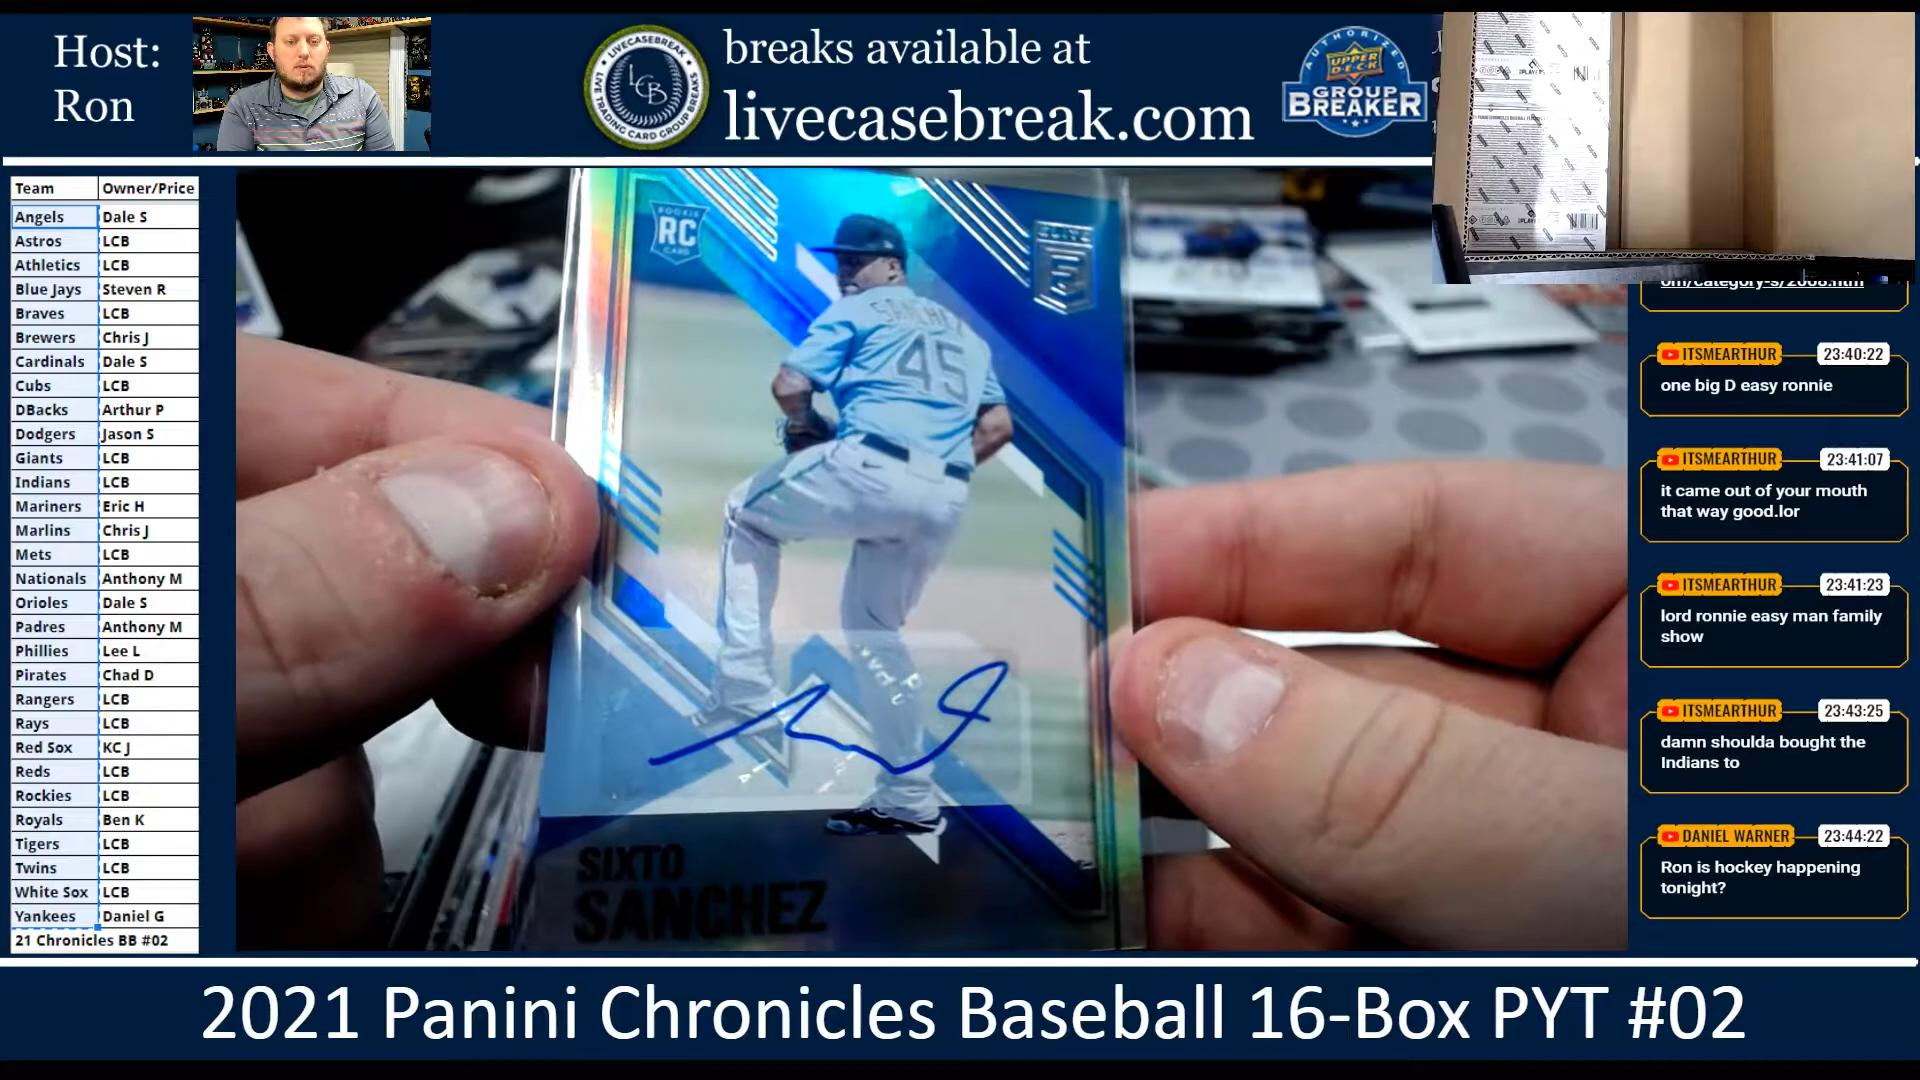 Host:
Ron
LIVECASEBREAK
LCB
LIVE TRADING CARD GROUP BREAKS
breaks available at
livecasebreak.com
AUTHORIZED
UPPER
DECK
GROUP
BREAKER
Team Owner/Price
Angels Dale S
Astros LCB
Athletics LCB
Blue Jays Steven R
Braves LCB
Brewers Chris J
Cardinals Dale S
Cubs LCB
DBacks Arthur P
Dodgers Jason S
Giants LCB
Indians LCB
Mariners Eric H
Marlins Chris J
Mets LCB
Nationals Anthony M
Orioles Dale S
Padres Anthony M
Phillies Lee L
Pirates Chad D
Rangers LCB
Rays LCB
Red Sox KC J
Reds LCB
Rockies LCB
Royals Ben K
Tigers LCB
Twins LCB
White Sox LCB
Yankees Daniel G
21 Chronicles BB #02
ROOKIE
RC
CARD
ELITE
E
SANCHEZ
45
SIXTO
SANCHEZ
om/category-s/2068.htm
ITSMEARTHUR 23:40:22
one big D easy ronnie
ITSMEARTHUR 23:41:07
it came out of your mouth
that way good.lor
ITSMEARTHUR 23:41:23
lord ronnie easy man family
show
ITSMEARTHUR 23:43:25
damn shoulda bought the
Indians to
DANIEL WARNER 23:44:22
Ron is hockey happening
tonight?
2021 Panini Chronicles Baseball 16-Box PYT #02